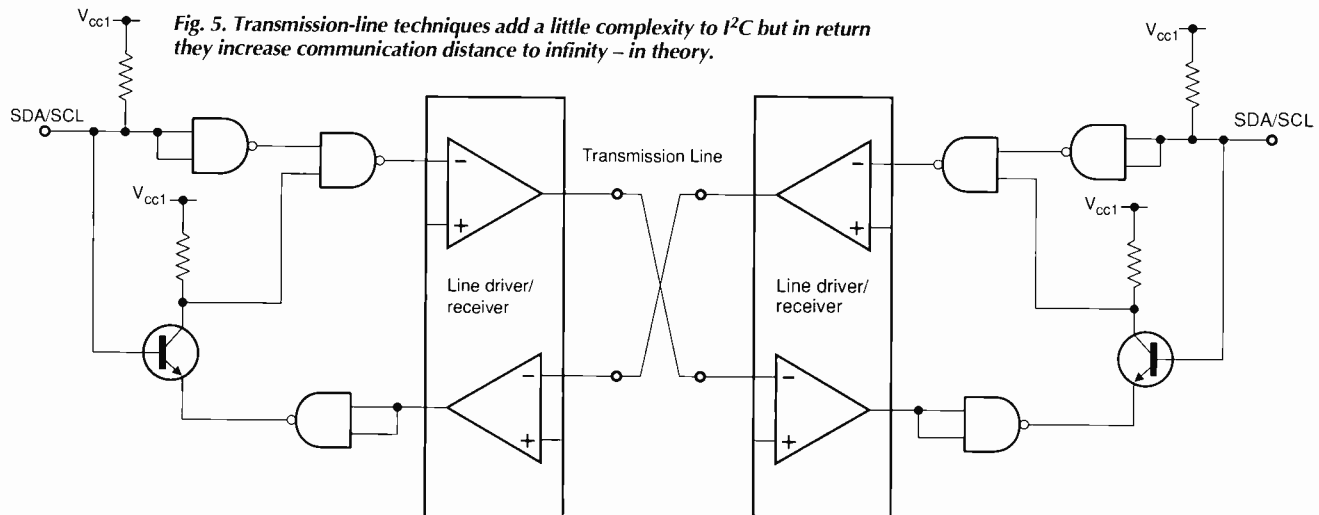 Fig. 5. Transmission-line techniques add a little complexity to I²C but in return
they increase communication distance to infinity – in theory.
Vcc1
Vcc1
SDA/SCL
SDA/SCL
Transmission Line
Vcc1
Vcc1
Line driver/
receiver
Line driver/
receiver
−
+
−
+
−
+
−
+